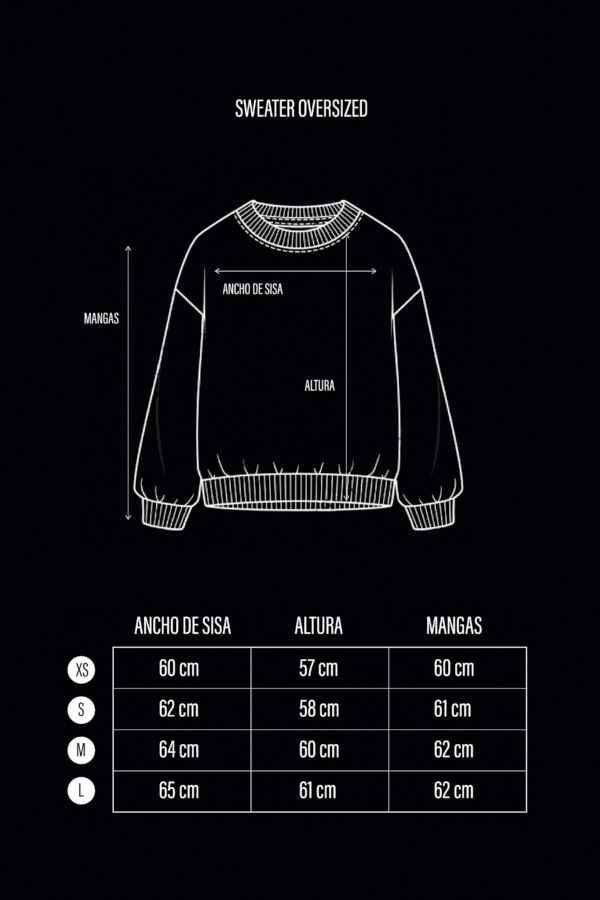 SWEATER OVERSIZED
ANCHO DE SISA
MANGAS
ALTURA
ANCHO DE SISA ALTURA MANGAS
XS 60 cm 57 cm 60 cm
S 62 cm 58 cm 61 cm
M 64 cm 60 cm 62 cm
L 65 cm 61 cm 62 cm